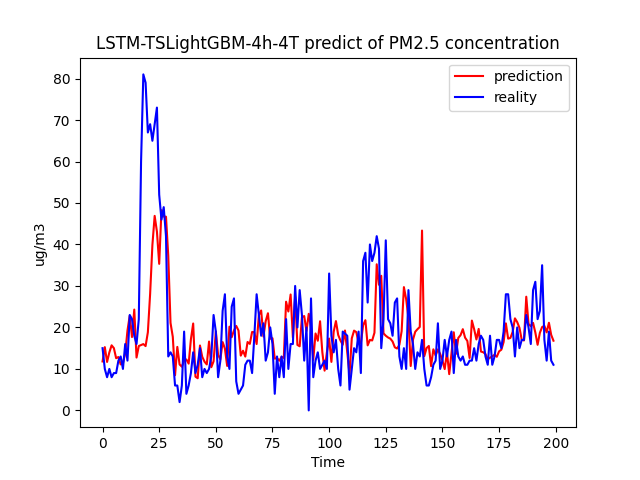 LSTM-TSLightGBM-4h-4T predict of PM2.5 concentration
prediction
reality
ug/m3
80
70
60
50
40
30
20
10
0
0 25 50 75 100 125 150 175 200
Time